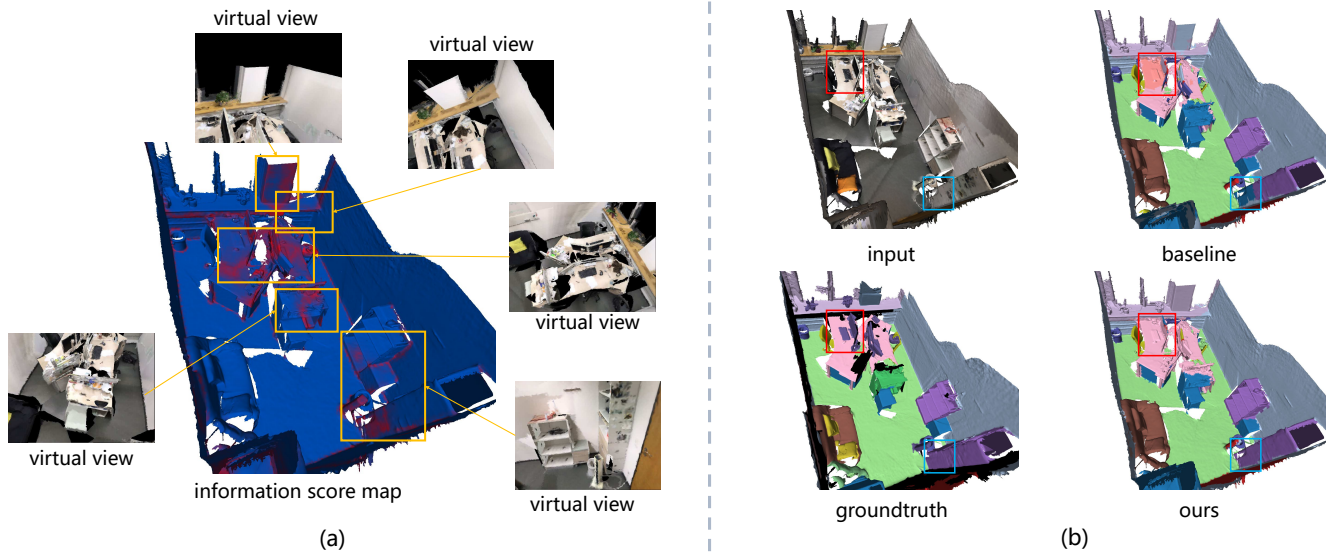 virtual view
virtual view
virtual view
virtual view
virtual view
information score map
(a)
input
baseline
groundtruth
ours
(b)